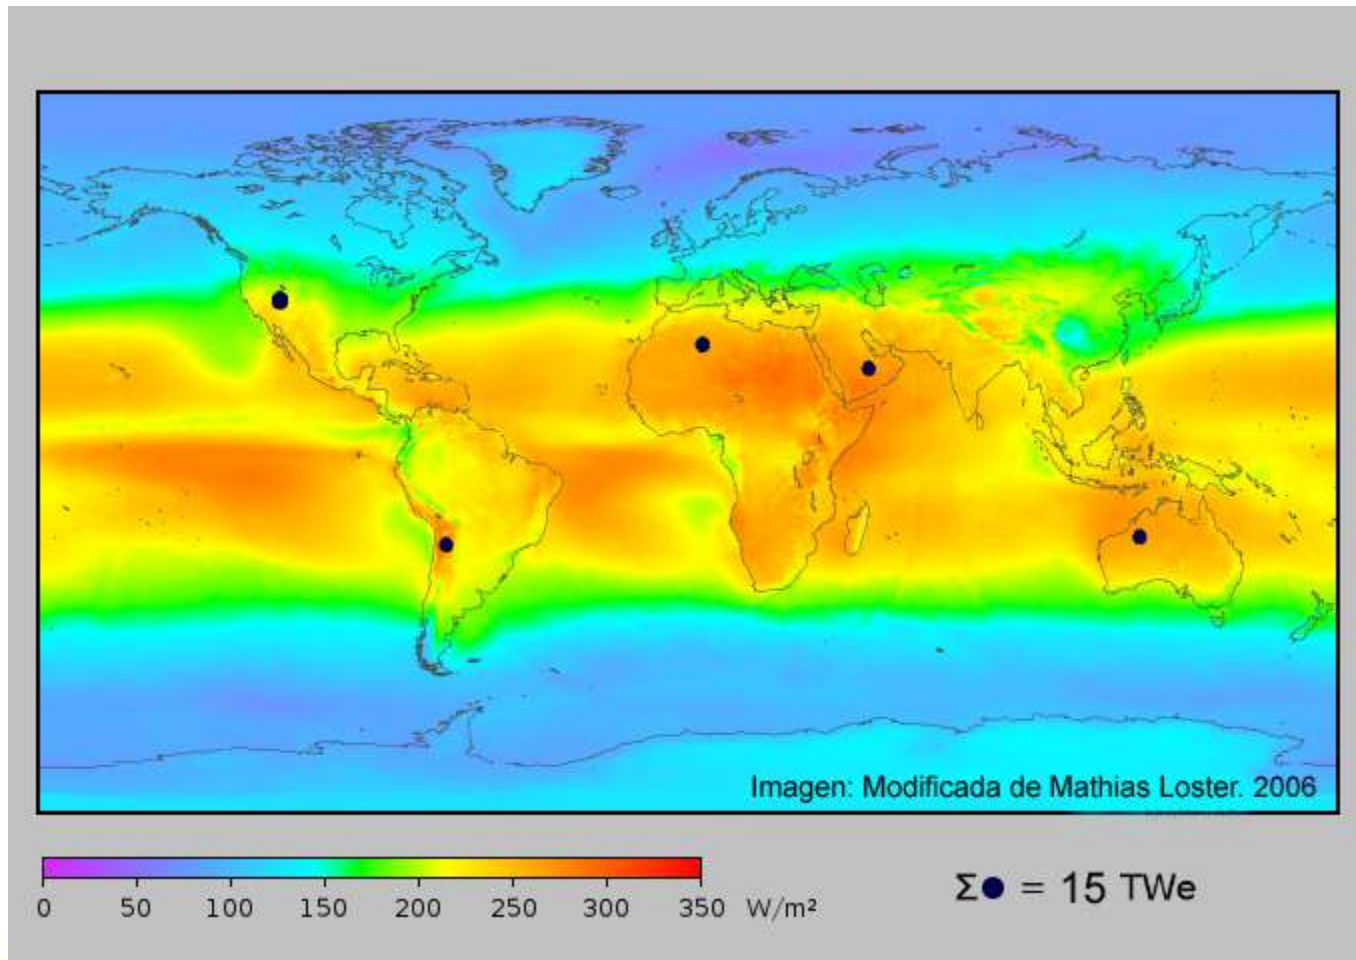 Imagen: Modificada de Mathias Loster. 2006
0 50 100 150 200 250 300 350 W/m²
Σ● = 15 TWe